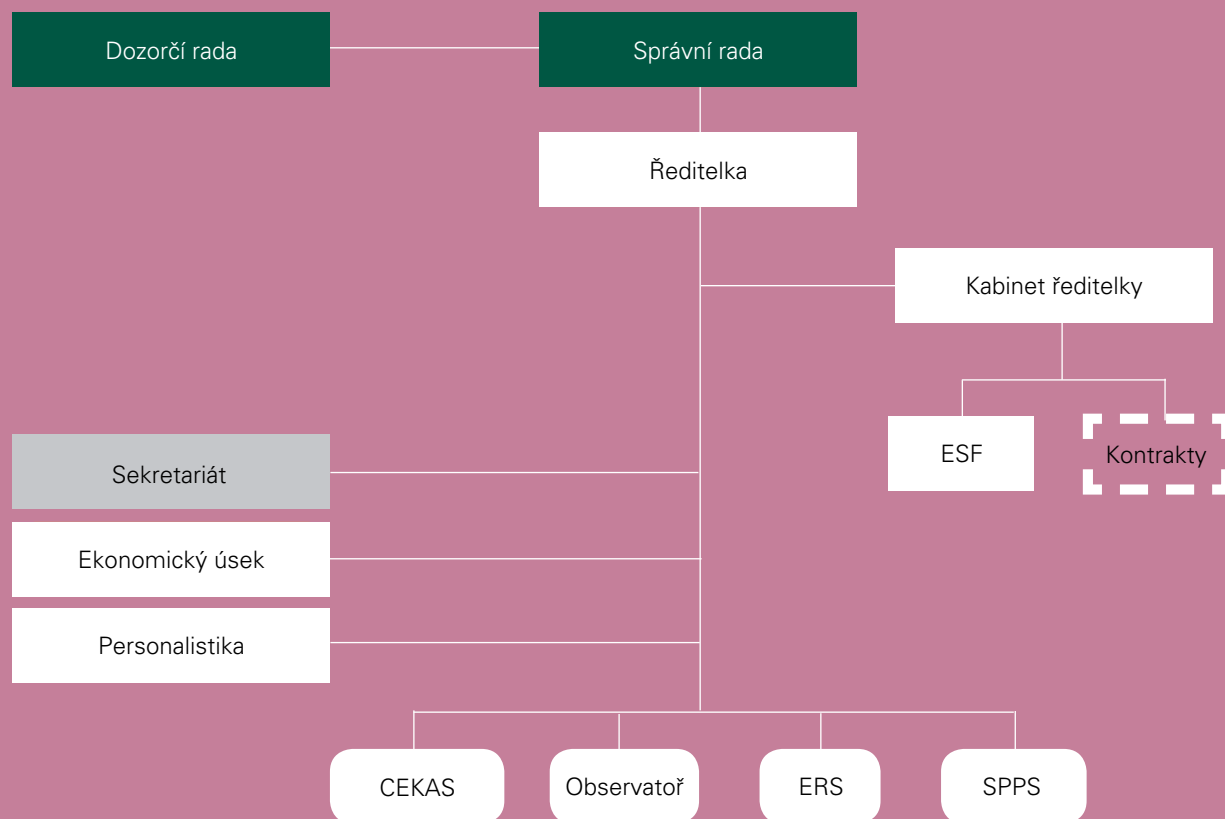 Dozorčí rada
Správní rada
Ředitelka
Kabinet ředitelky
ESF
Kontrakty
Sekretariát
Ekonomický úsek
Personalistika
CEKAS
Observatoř
ERS
SPPS